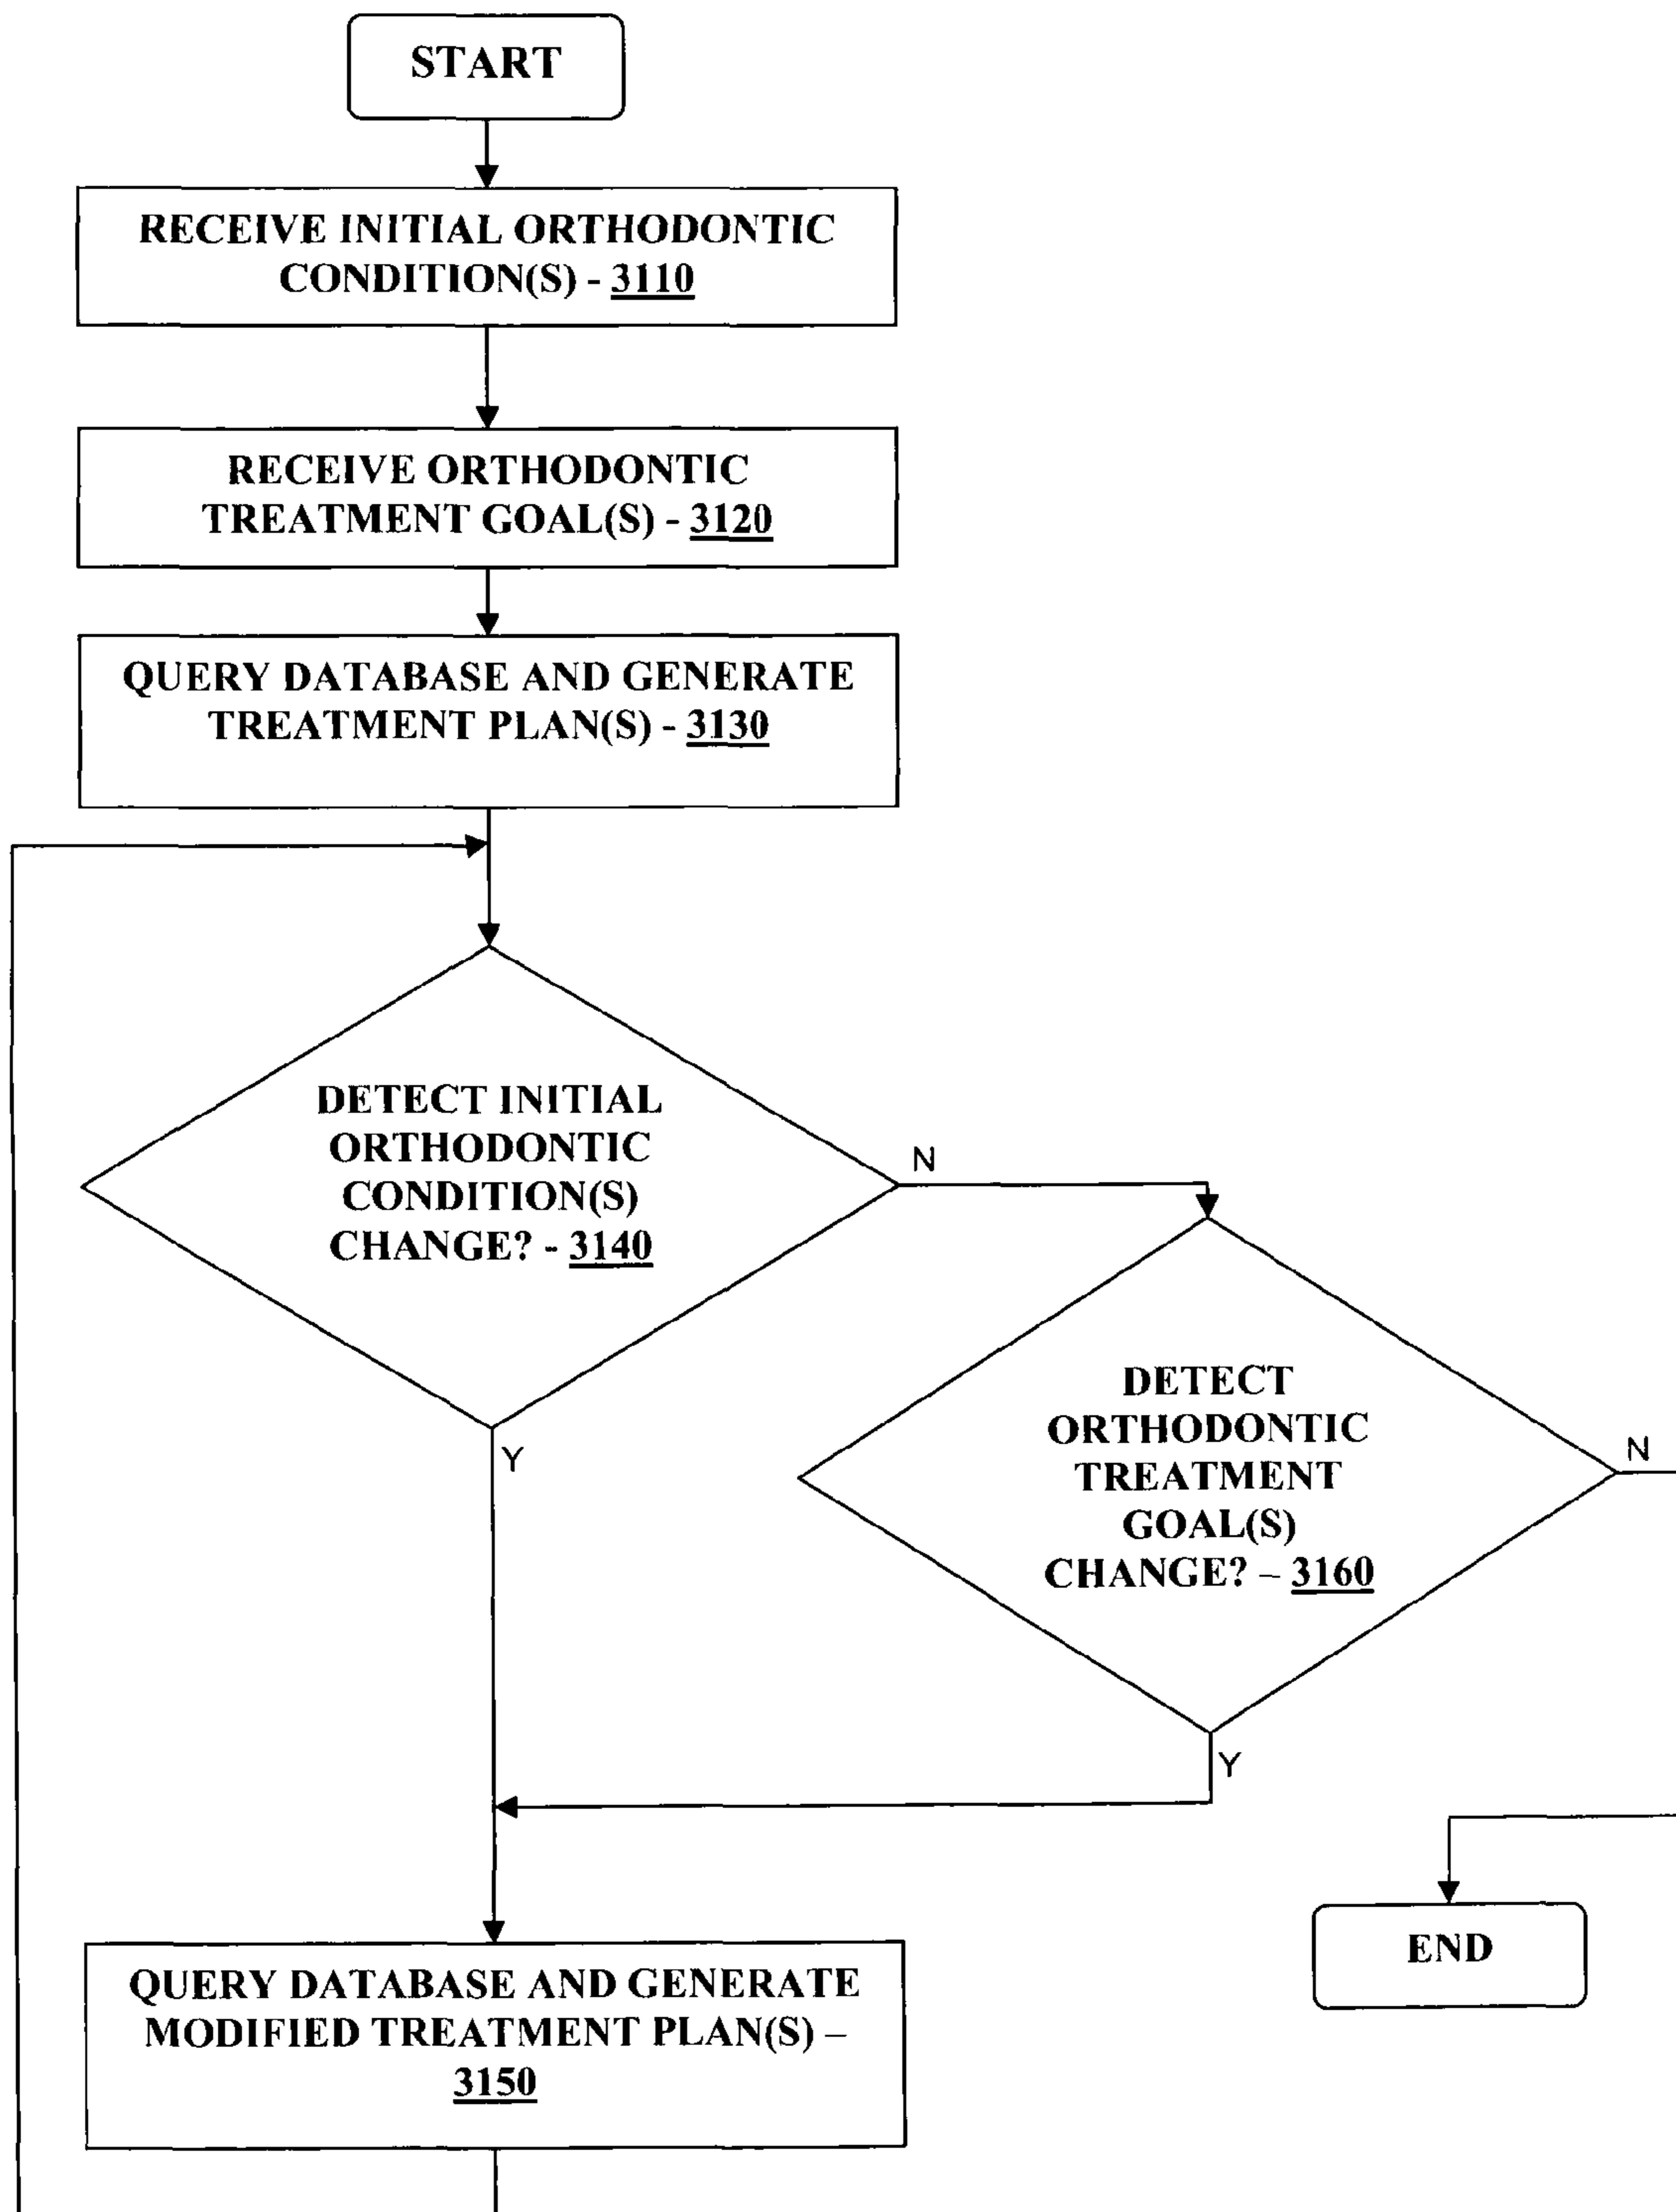 START
RECEIVE INITIAL ORTHODONTIC
CONDITION(S) - 3110
RECEIVE ORTHODONTIC
TREATMENT GOAL(S) - 3120
QUERY DATABASE AND GENERATE
TREATMENT PLAN(S) - 3130
DETECT INITIAL
ORTHODONTIC
CONDITION(S)
CHANGE? - 3140
N
Y
DETECT
ORTHODONTIC
TREATMENT
GOAL(S)
CHANGE? – 3160
N
Y
END
QUERY DATABASE AND GENERATE
MODIFIED TREATMENT PLAN(S) –
3150